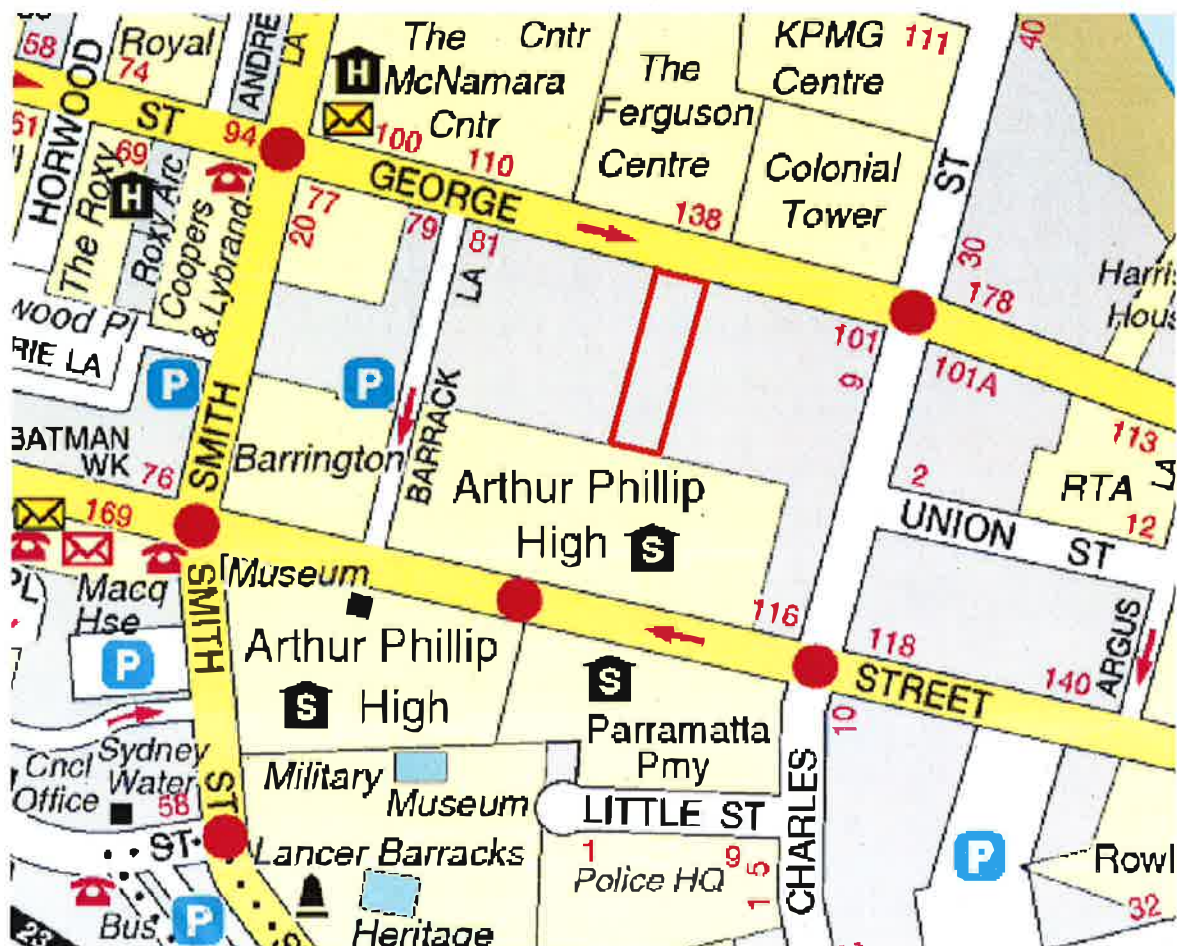 58
Royal
74
HORWOOD
ANDRE
LA
H
The Cntr
McNamara
Cntr
100
110
The
Ferguson
Centre
138
KPMG
Centre
111
40
Colonial
Tower
ST
30
178
Harris
House
61
ST
94
GEORGE
69
H
The Roxy
Roxy Arc
Coopers
& Lybrand
77
20
79
81
LA
101
9
101A
113
LA
RTA
12
2
wood Pl
RIE LA
P
P
BARRACK
SMITH
BATMAN
WK
76
Barrington
Arthur Phillip
High
S
UNION ST
169
Macq
Hse
P
SMITH
Museum
116
118
140
ARGUS
Arthur Phillip
High
S
S
Parramatta
Pmy
STREET
10
Cncl
Office
Sydney
Water
58
ST
Military
Museum
LITTLE ST
CHARLES
1
9
15
Police HQ
ST
Lancer Barracks
Heritage
Bus
P
23
P
Rowl
32